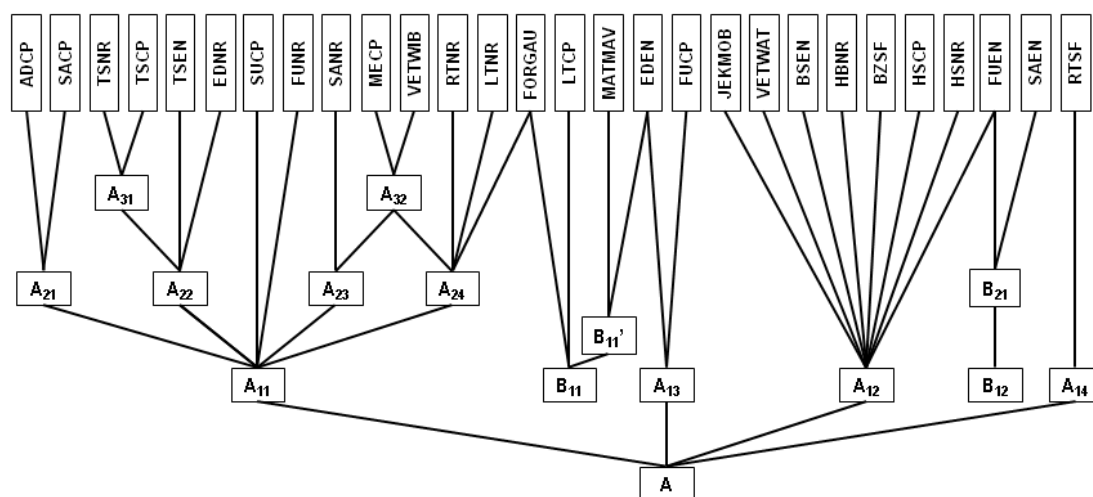 ADCP
SACP
TSNR
TSCP
TSEN
EDNR
SUCP
FUNR
SANR
MECP
VETWIB
RTNR
LTNR
FORGAU
LTCP
MATMAV
EDEN
FUCP
JEKMOB
VETWAT
BSEN
HBNR
BZSF
HSCP
HSNR
FUEN
SAEN
RTSF
A₃₁
A₃₂
A₂₁
A₂₂
A₂₃
A₂₄
B₂₁
B₁₁’
A₁₁
B₁₁
A₁₃
A₁₂
B₁₂
A₁₄
A